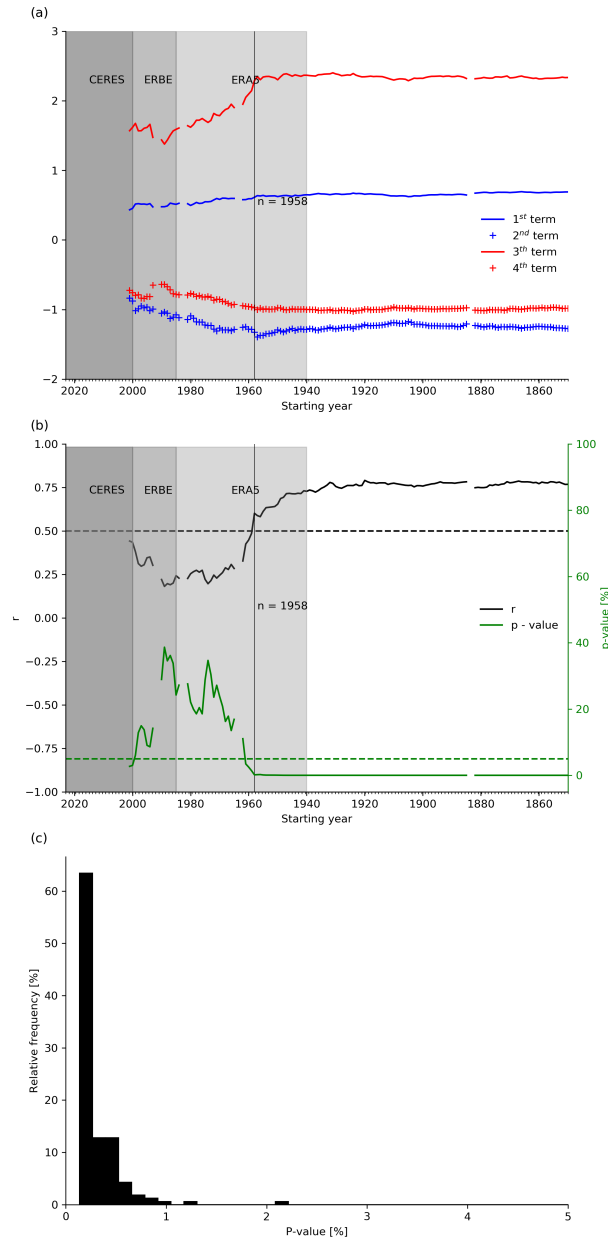 (a)
3
2
1
0
−1
−2
CERES
ERBE
ERA5
n = 1958
1st term
2nd term
3th term
4th term
2020 2000 1980 1960 1940 1920 1900 1880 1860
Starting year
(b)
1.00
0.75
0.50
0.25
0.00
−0.25
−0.50
−0.75
−1.00
r
CERES
ERBE
ERA5
n = 1958
r
p - value
100
80
60
40
20
0
p-value [%]
2020 2000 1980 1960 1940 1920 1900 1880 1860
Starting year
(c)
60
50
40
30
20
10
0
Relative frequency [%]
0 1 2 3 4 5
P-value [%]